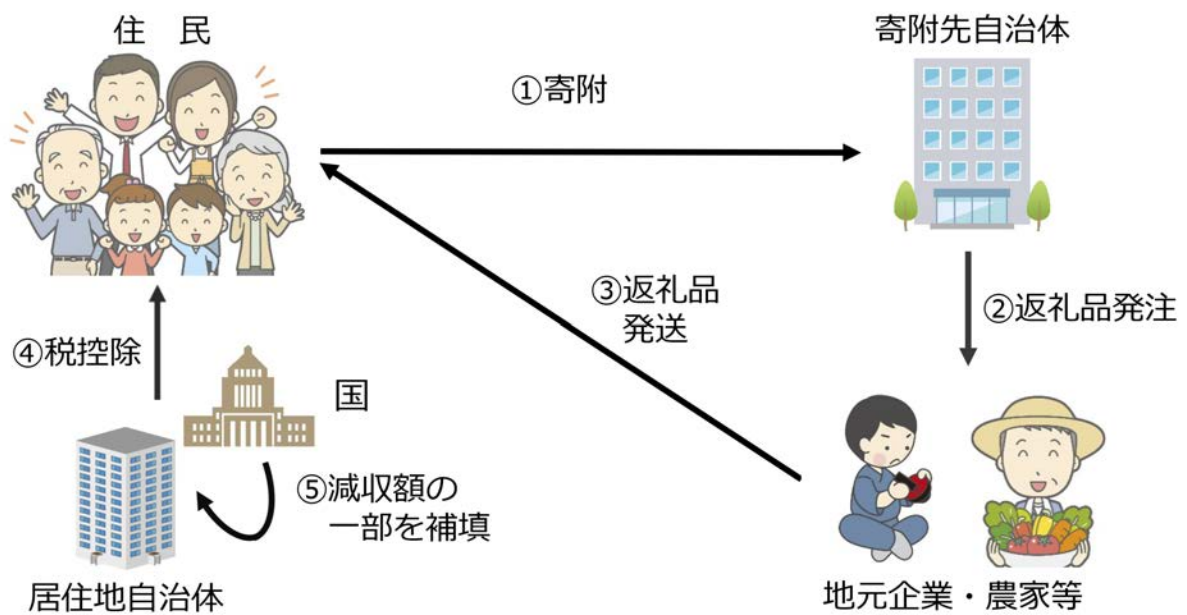 住　民
寄附先自治体
①寄附
③返礼品
発送
②返礼品発注
④税控除
国
⑤減収額の
一部を補填
居住地自治体
地元企業・農家等